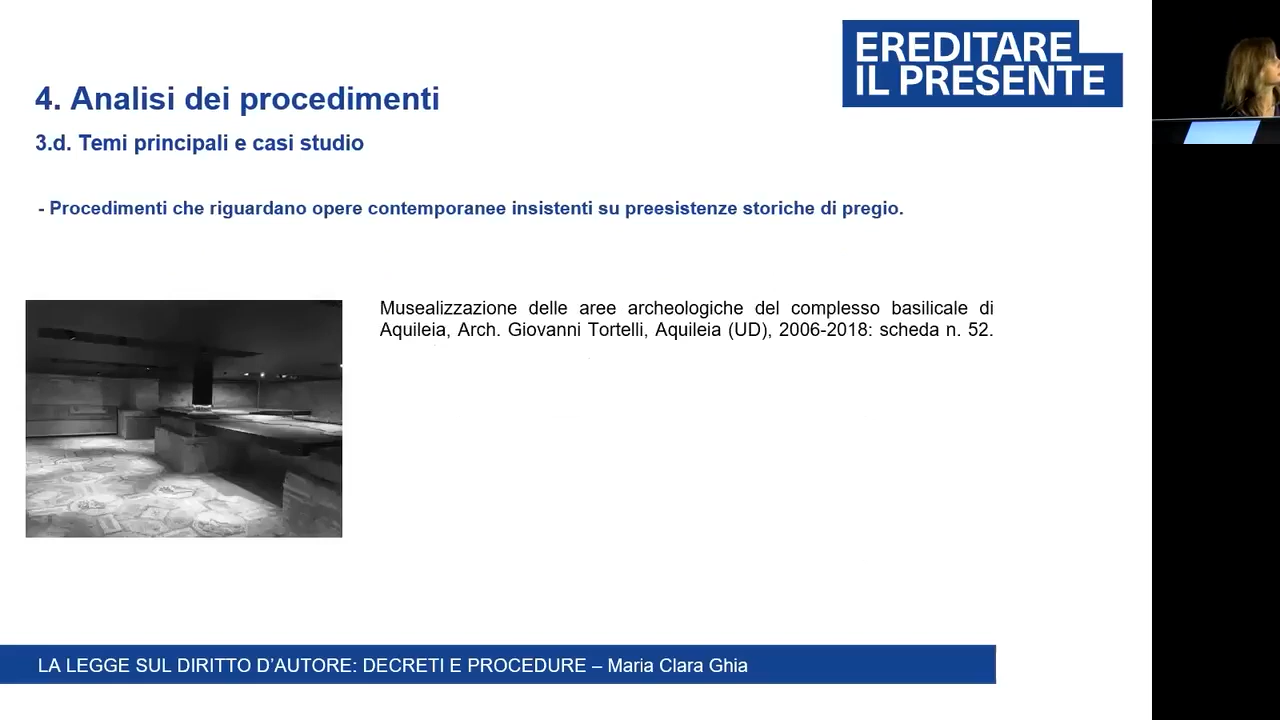 EREDITARE
IL PRESENTE
4. Analisi dei procedimenti
3.d. Temi principali e casi studio
- Procedimenti che riguardano opere contemporanee insistenti su preesistenze storiche di pregio.
Musealizzazione delle aree archeologiche del complesso basilicale di
Aquileia, Arch. Giovanni Tortelli, Aquileia (UD), 2006-2018: scheda n. 52.
LA LEGGE SUL DIRITTO D’AUTORE: DECRETI E PROCEDURE – Maria Clara Ghia